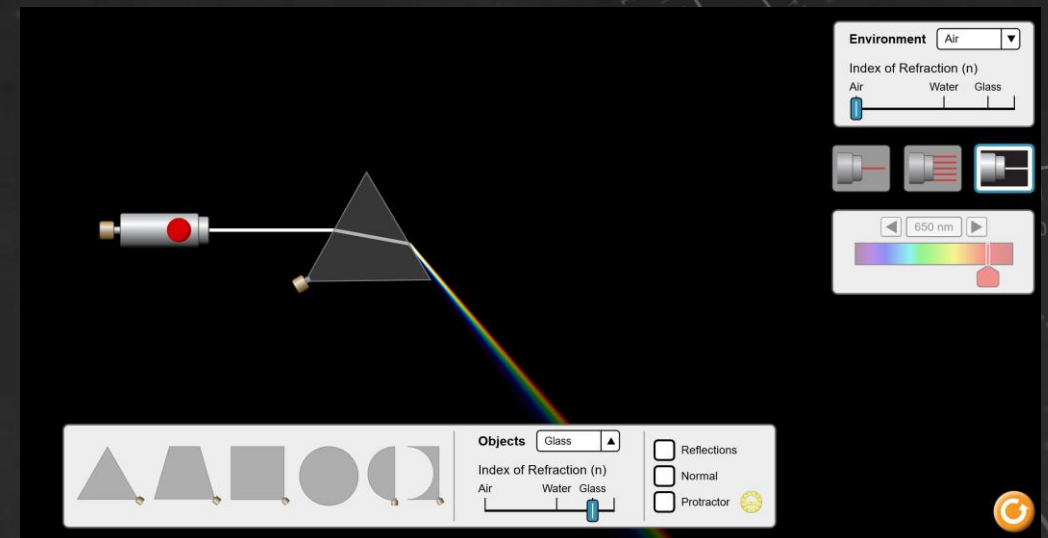 Environment Air
Index of Refraction (n)
Air Water Glass
650 nm
Objects Glass
Index of Refraction (n)
Air Water Glass
Reflections
Normal
Protractor